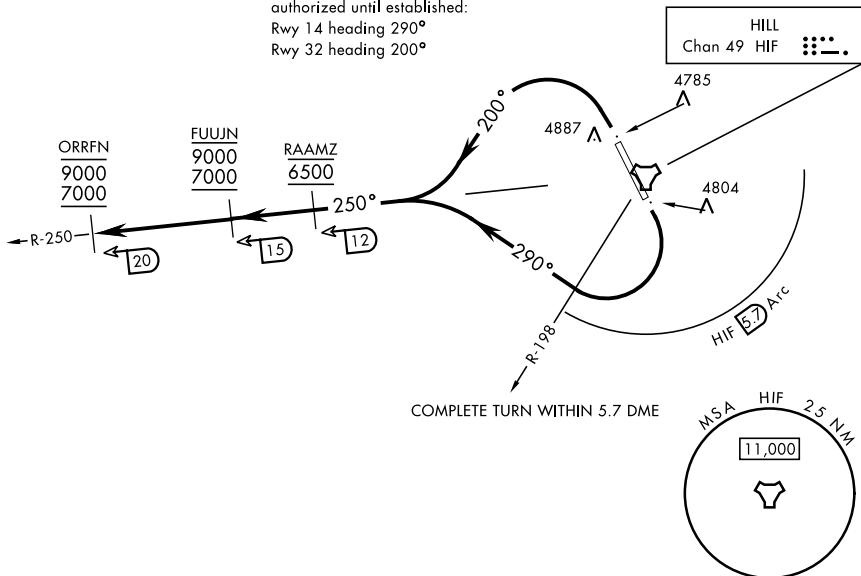 authorized until established:
Rwy 14 heading 290°
Rwy 32 heading 200°
HILL
Chan 49 HIF
4785
4887
4804
200°
ORRFN
9000
7000
FUUJN
9000
7000
RAAMZ
6500
250°
R-250
20
15
12
290°
R-198
HIF 5.7 Arc
COMPLETE TURN WITHIN 5.7 DME
MSA HIF 25 NM
11,000